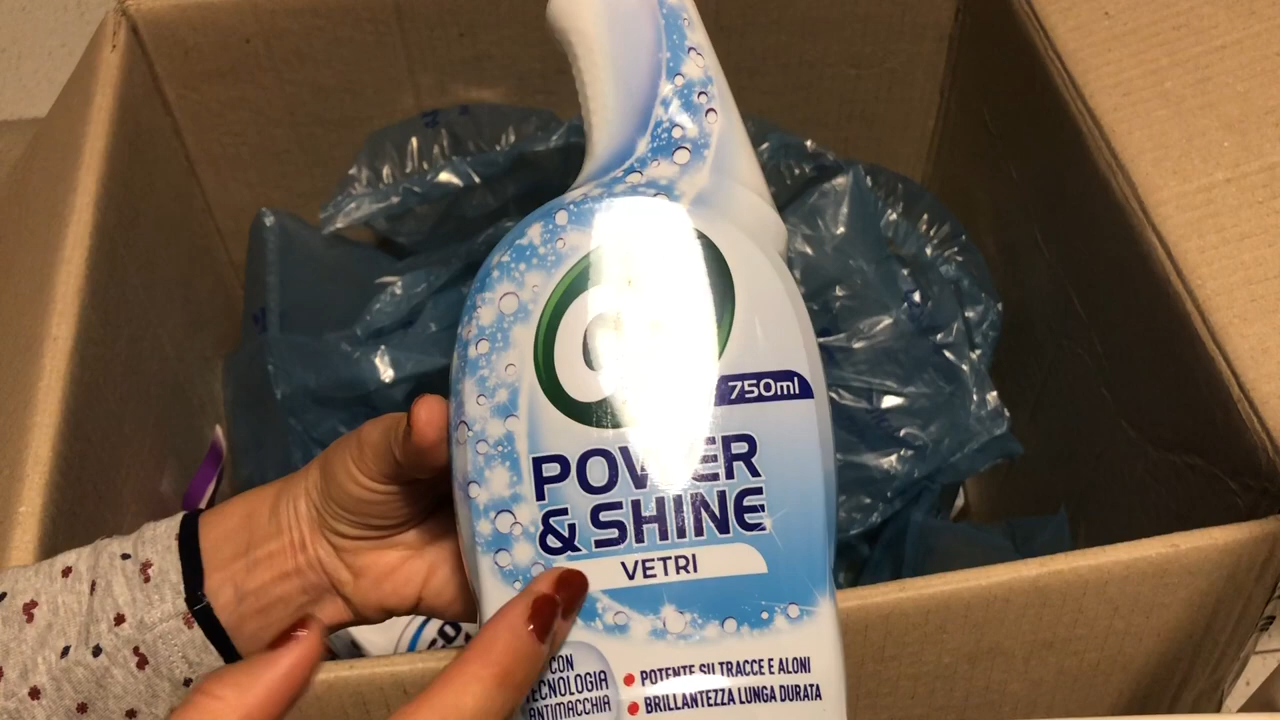 750ml
POWER
& SHINE
VETRI
CON
TECNOLOGIA
ANTIMACCHIA
• POTENTE SU TRACCE E ALONI
• BRILLANTEZZA LUNGA DURATA